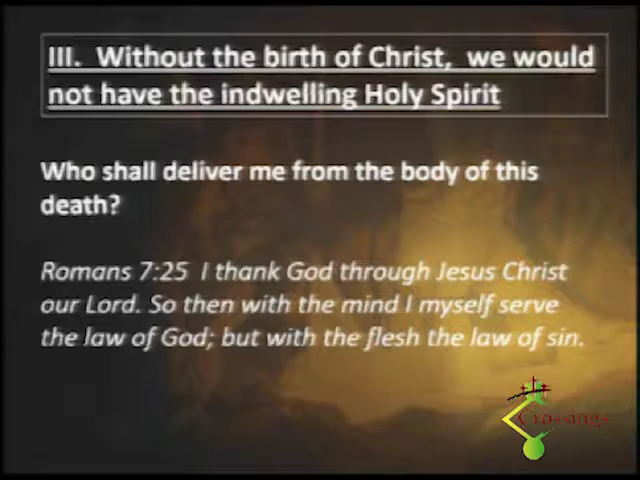 III.  Without the birth of Christ,  we would
not have the indwelling Holy Spirit
Who shall deliver me from the body of this
death?
Romans 7:25  I thank God through Jesus Christ
our Lord. So then with the mind I myself serve
the law of God; but with the flesh the law of sin.
Crossings